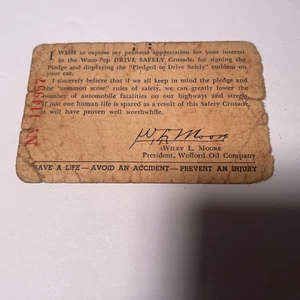 I WISH to express my personal appreciation for your interest
in the Woco-Pep DRIVE SAFELY Crusade, for signing the
Pledge and displaying the "Pledged to Drive Safely" emblem on
your car.
I sincerely believe that if we all keep in mind the pledge and
the "common sense" rules of safety, we can greatly lower the
number of automobile fatalities on our highways and streets.
If just one human life is spared as a result of this Safety Crusade,
it will have proven well worthwhile.
WILEY L. MOORE
President, Wofford Oil Company
SAVE A LIFE—AVOID AN ACCIDENT—PREVENT AN INJURY
No